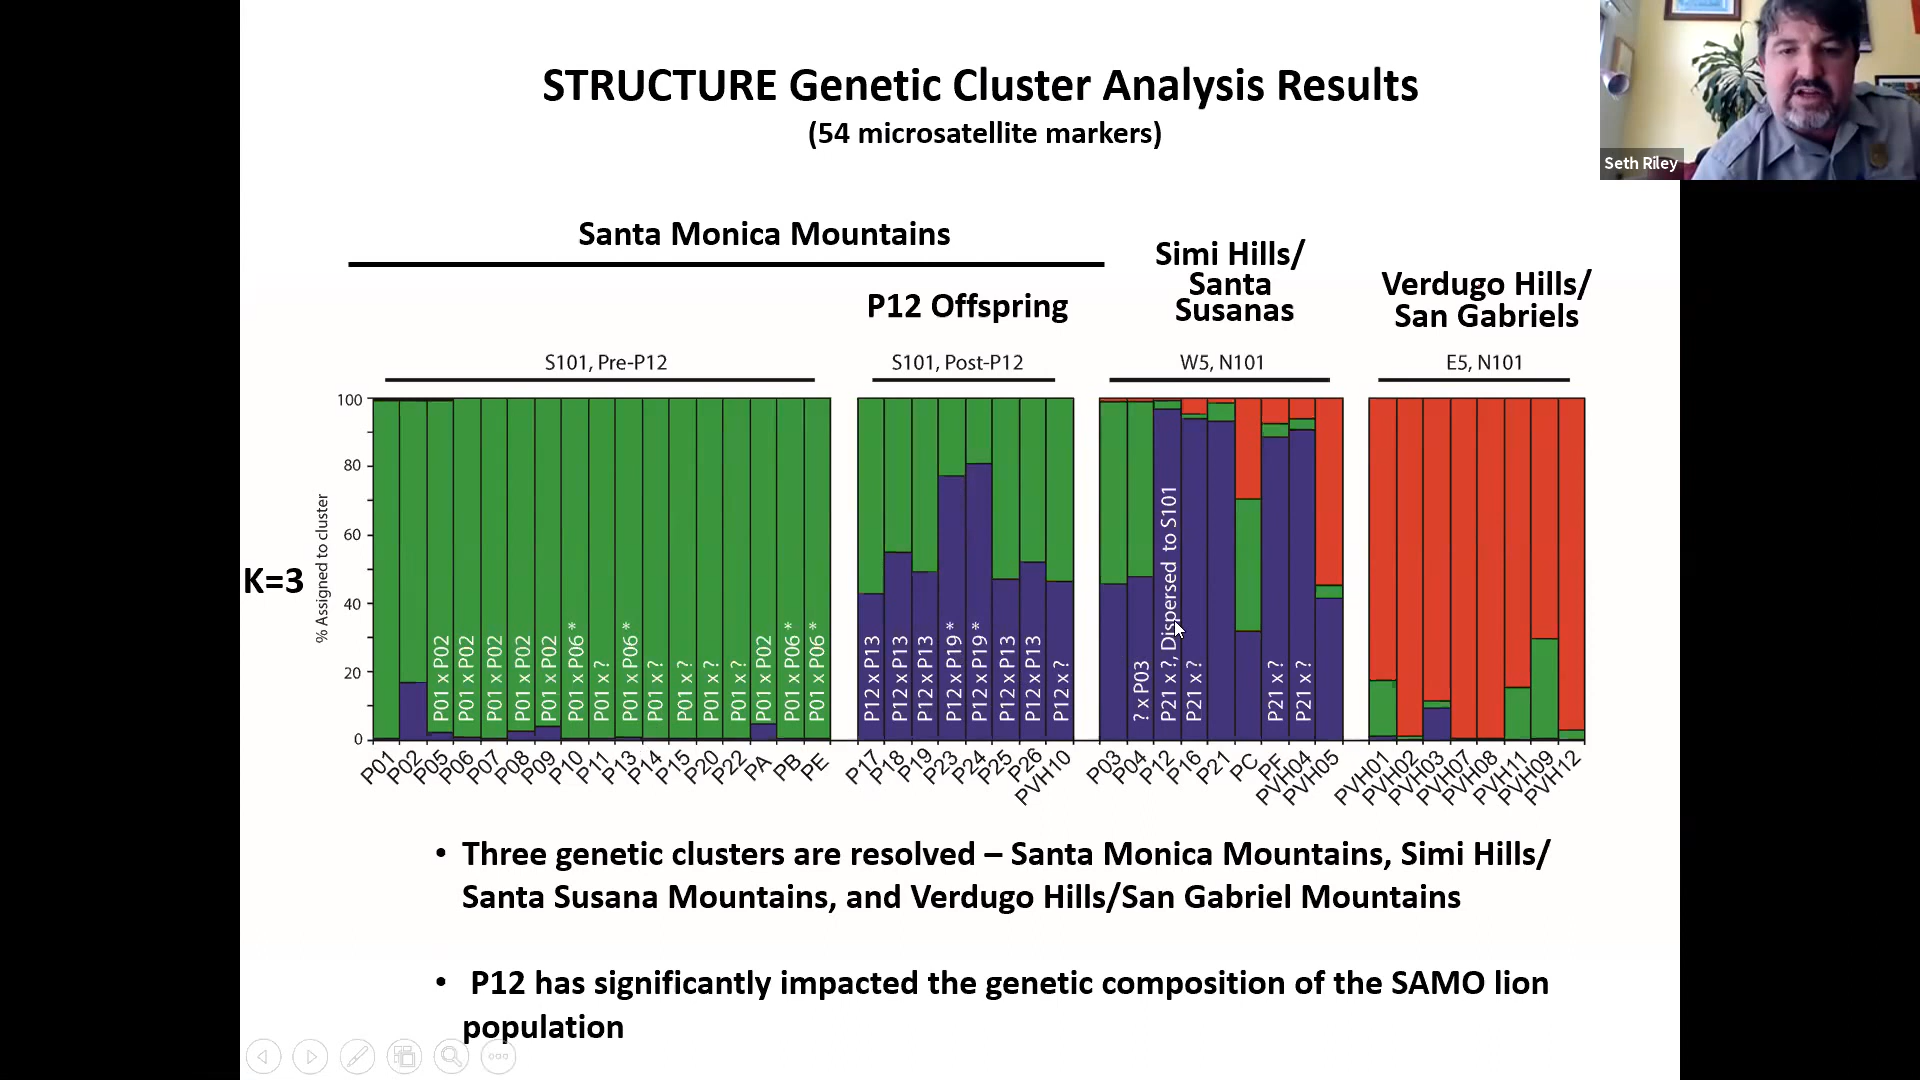 STRUCTURE Genetic Cluster Analysis Results
(54 microsatellite markers)
Seth Riley
Santa Monica Mountains
Simi Hills/
Santa
Susanas
Verdugo Hills/
San Gabriels
P12 Offspring
S101, Pre-P12
S101, Post-P12
W5, N101
E5, N101
K=3
% Assigned to cluster
100
80
60
40
20
0
P01 x P02
P01 x P02
P01 x P02
P01 x P02
P01 x P02
P01 x P06 *
P01 x ?
P01 x P06 *
P01 x ?
P01 x ?
P01 x ?
P01 x ?
P01 x P02
P01 x P06 *
P01 x P06 *
P12 x P13
P12 x P13
P12 x P13
P12 x P19 *
P12 x P19 *
P12 x P13
P12 x P13
P12 x ?
? x P03
P21 x ?, Dispersed to S101
P21 x ?
P21 x ?
P21 x ?
P01 P02 P05 P06 P07 P08 P09 P10 P11 P13 P14 P15 P20 P22 PA PB PE
P17 P18 P19 P23 P24 P25 P26 PVH10
P03 P04 P12 P16 P21 PC PF PVH04 PVH05
PVH01 PVH02 PVH03 PVH07 PVH08 PVH11 PVH09 PVH12
• Three genetic clusters are resolved – Santa Monica Mountains, Simi Hills/
Santa Susana Mountains, and Verdugo Hills/San Gabriel Mountains
• P12 has significantly impacted the genetic composition of the SAMO lion
population